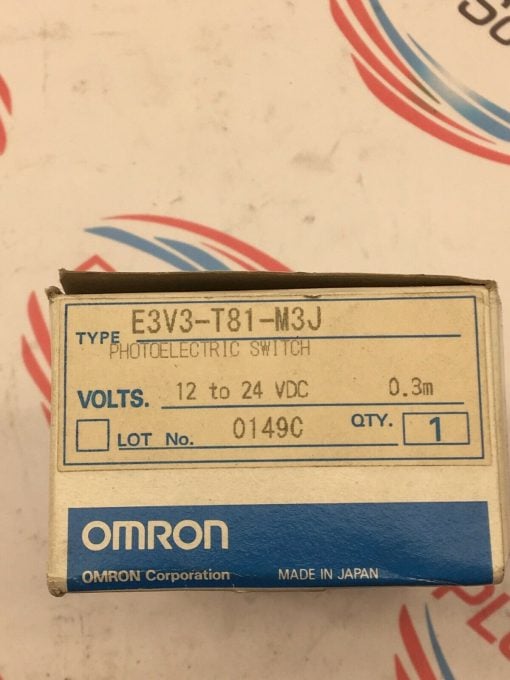 TYPE E3V3-T81-M3J
PHOTOELECTRIC SWITCH
VOLTS. 12 to 24 VDC 0.3m
LOT No. 0149C QTY. 1
OMRON
OMRON Corporation MADE IN JAPAN